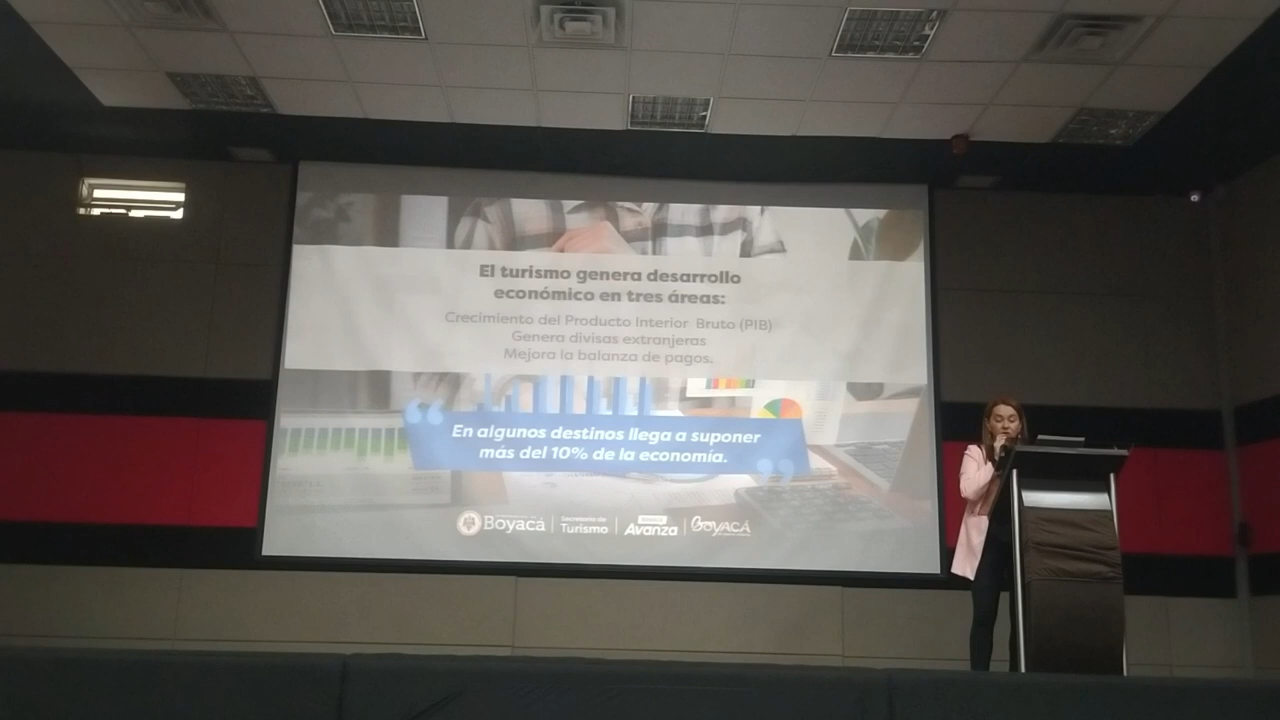 El turismo genera desarrollo
económico en tres áreas:
Crecimiento del Producto Interior Bruto (PIB)
Genera divisas extranjeras
Mejora la balanza de pagos.
“En algunos destinos llega a suponer
más del 10% de la economía.”
Boyacá
Secretaría de
Turismo
Avanza
BOYACÁ